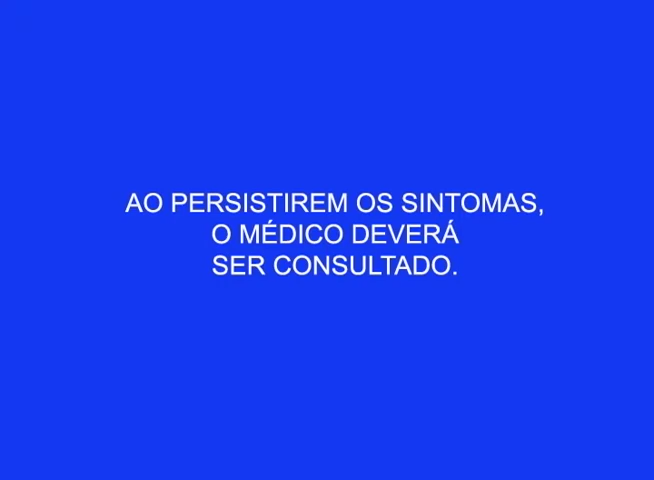 AO PERSISTIREM OS SINTOMAS,
O MÉDICO DEVERÁ
SER CONSULTADO.